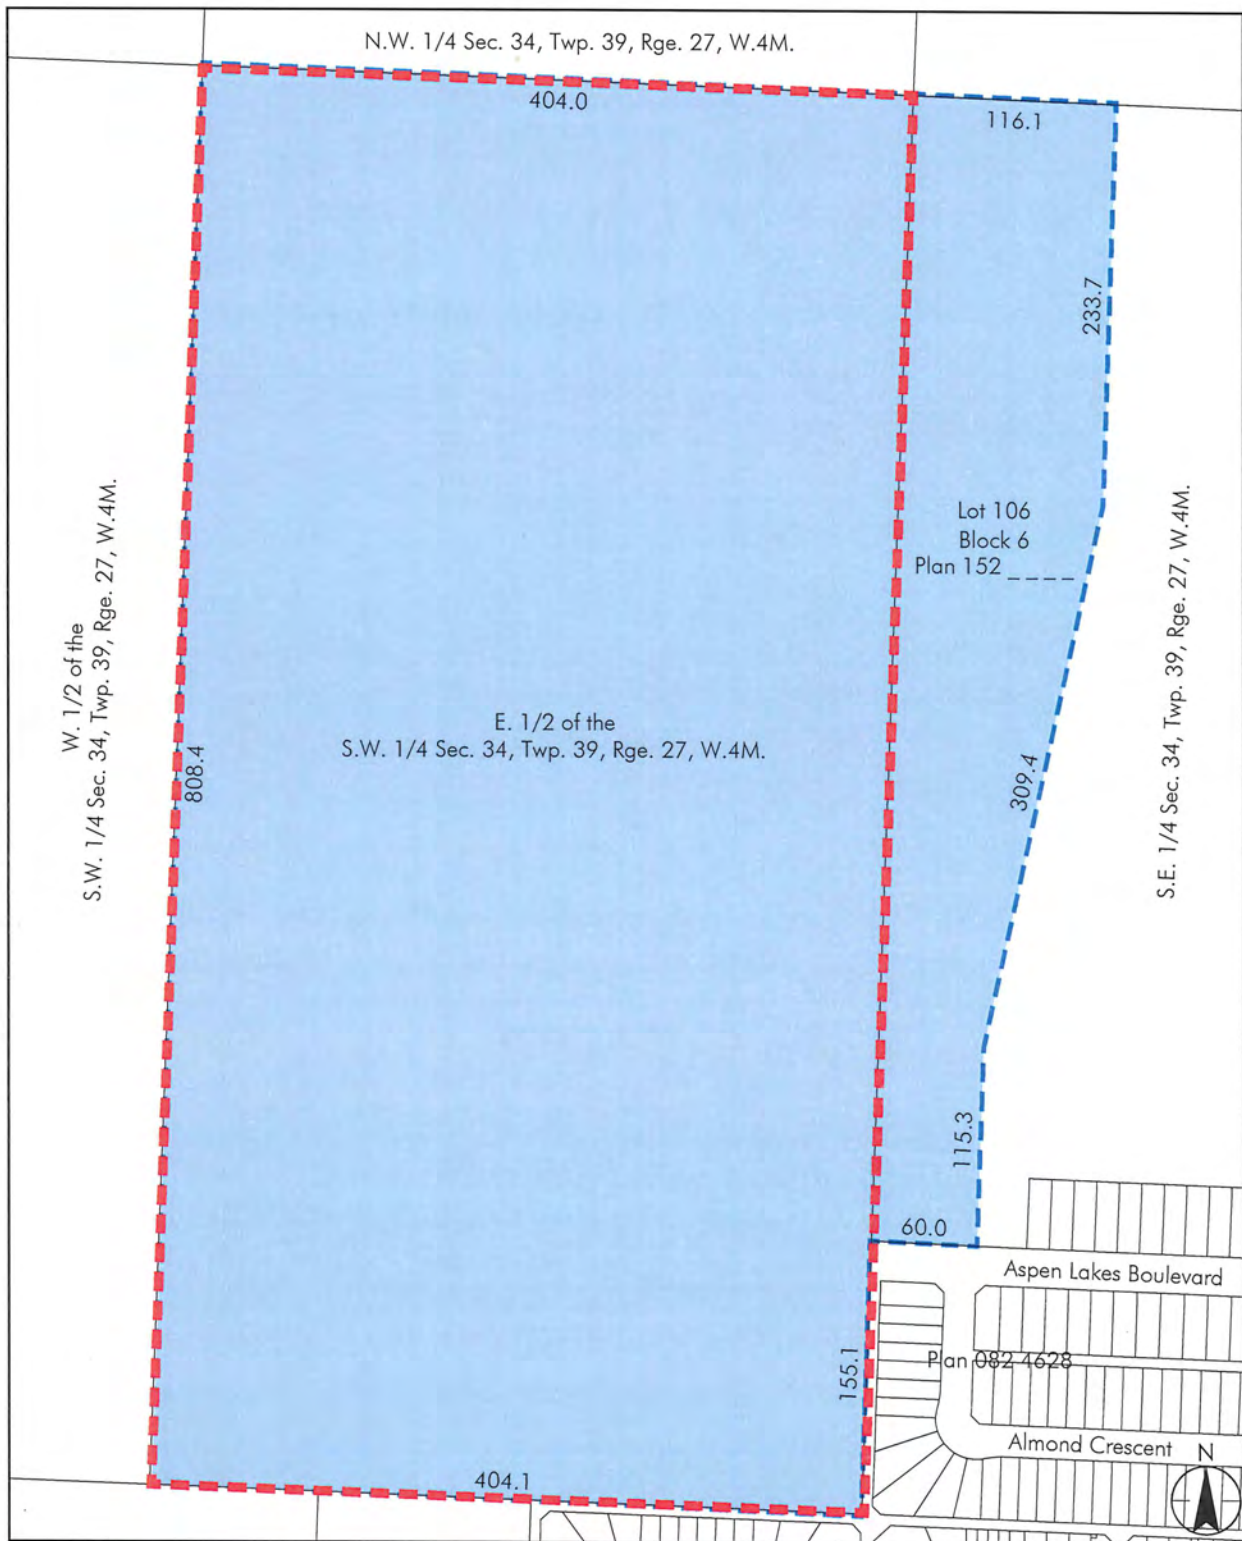 N.W. 1/4 Sec. 34, Twp. 39, Rge. 27, W.4M.
404.0
116.1
233.7
Lot 106
Block 6
Plan 152 _ _ _ _
W. 1/2 of the
S.W. 1/4 Sec. 34, Twp. 39, Rge. 27, W.4M.
808.4
E. 1/2 of the
S.W. 1/4 Sec. 34, Twp. 39, Rge. 27, W.4M.
309.4
S.E. 1/4 Sec. 34, Twp. 39, Rge. 27, W.4M.
115.3
60.0
Aspen Lakes Boulevard
155.1
Plan 082 4628
Almond Crescent
N
404.1